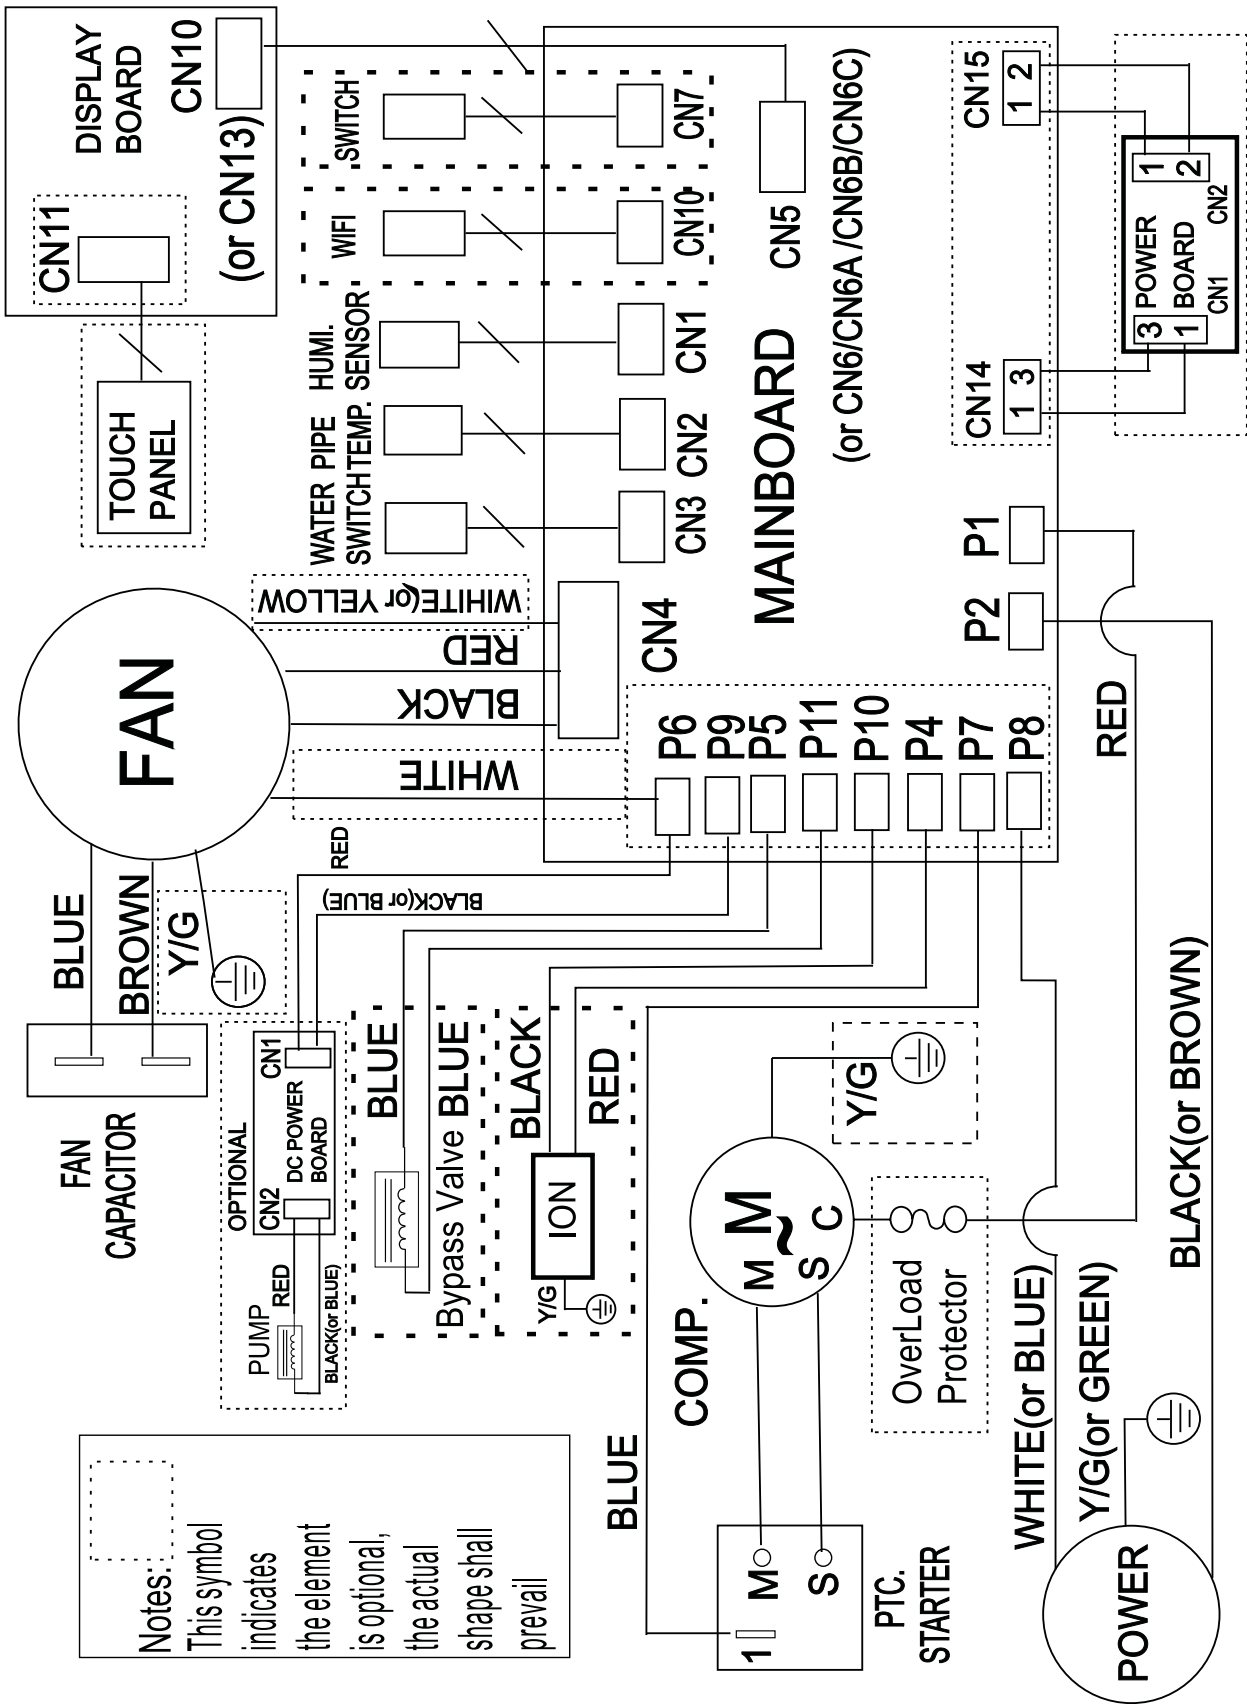 DISPLAY
BOARD
CN10
(or CN13)
CN11
TOUCH
PANEL
SWITCH
CN7
WIFI
CN10
HUMI.
SENSOR
CN1
PIPE
TEMP.
CN2
WATER
SWITCH
CN3
CN5
(or CN6/CN6A /CN6B/CN6C)
MAINBOARD
CN15
1 2
CN14
1 3
1
2
CN2
POWER
BOARD
3
1
CN1
P1
P2
FAN
WIHITE(or YELLOW
RED
BLACK
WHITE
CN4
P6
P9
P5
P11
P10
P4
P7
P8
RED
BLUE
BROWN
Y/G
RED
BLACK(or BLUE)
FAN
CAPACITOR
OPTIONAL
CN1
DC POWER
BOARD
CN2
PUMP
RED
BLACK(or BLUE)
BLUE
Bypass Valve BLUE
BLACK
RED
ION
Y/G
Y/G
COMP.
M
~
M
S
C
OverLoad
Protector
BLACK(or BROWN)
WHITE(or BLUE)
Y/G(or GREEN)
BLUE
M
S
1
PTC.
STARTER
POWER
Notes:
This symbol
indicates
the element
is optional,
the actual
shape shall
prevail